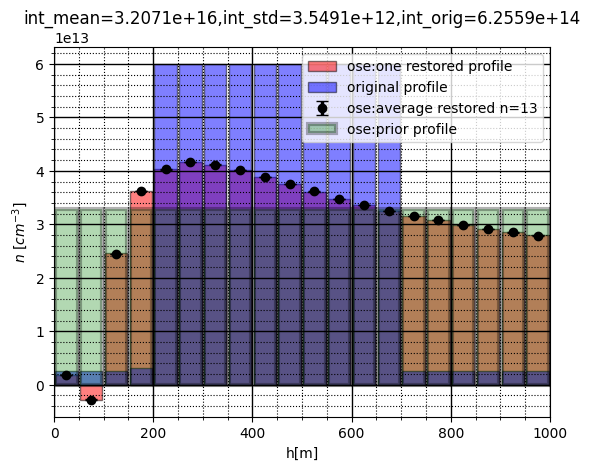 int_mean=3.2071e+16,int_std=3.5491e+12,int_orig=6.2559e+14
1e13
ose:one restored profile
original profile
ose:average restored n=13
ose:prior profile
6
5
4
3
2
1
0
n [cm⁻³]
0 200 400 600 800 1000
h[m]